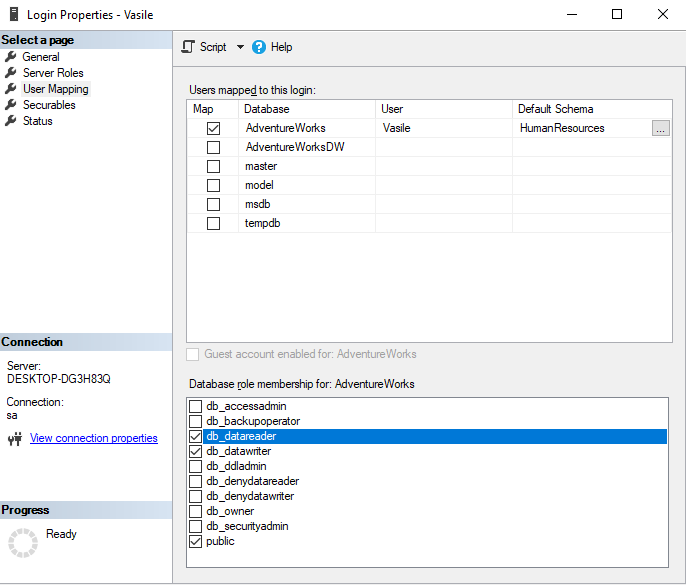 Login Properties - Vasile
Select a page
General
Server Roles
User Mapping
Securables
Status
Connection
Server:
DESKTOP-DG3H83Q
Connection:
sa
View connection properties
Progress
Ready
Script
Help
Users mapped to this login:
Map Database User Default Schema
AdventureWorks Vasile HumanResources ...
AdventureWorksDW
master
model
msdb
tempdb
Guest account enabled for: AdventureWorks
Database role membership for: AdventureWorks
db_accessadmin
db_backupoperator
db_datareader
db_datawriter
db_ddladmin
db_denydatareader
db_denydatawriter
db_owner
db_securityadmin
public